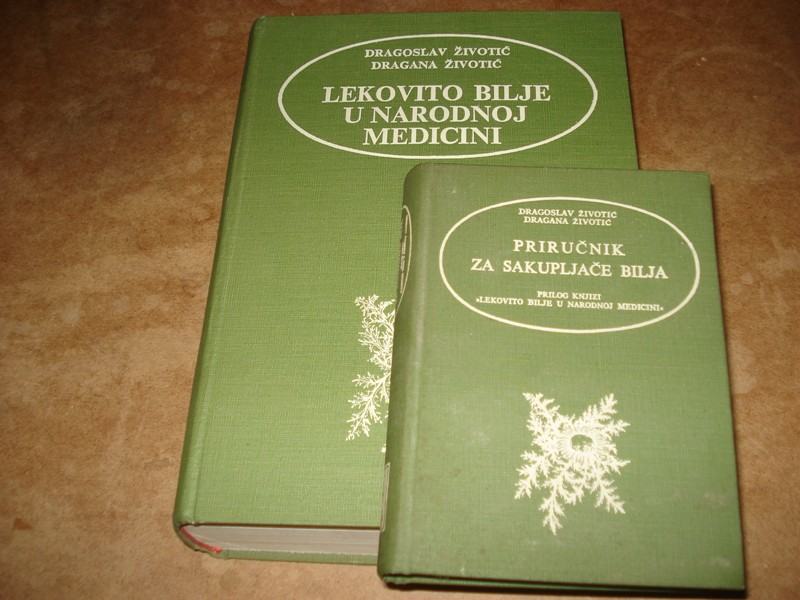 DRAGOSLAV ŽIVOTIĆ
DRAGANA ŽIVOTIĆ
LEKOVITO BILJE
U NARODNOJ
MEDICINI
DRAGOSLAV ŽIVOTIĆ
DRAGANA ŽIVOTIĆ
PRIRUČNIK
ZA SAKUPLJAČE BILJA
PRILOG KNJIZI
»LEKOVITO BILJE U NARODNOJ MEDICINI«